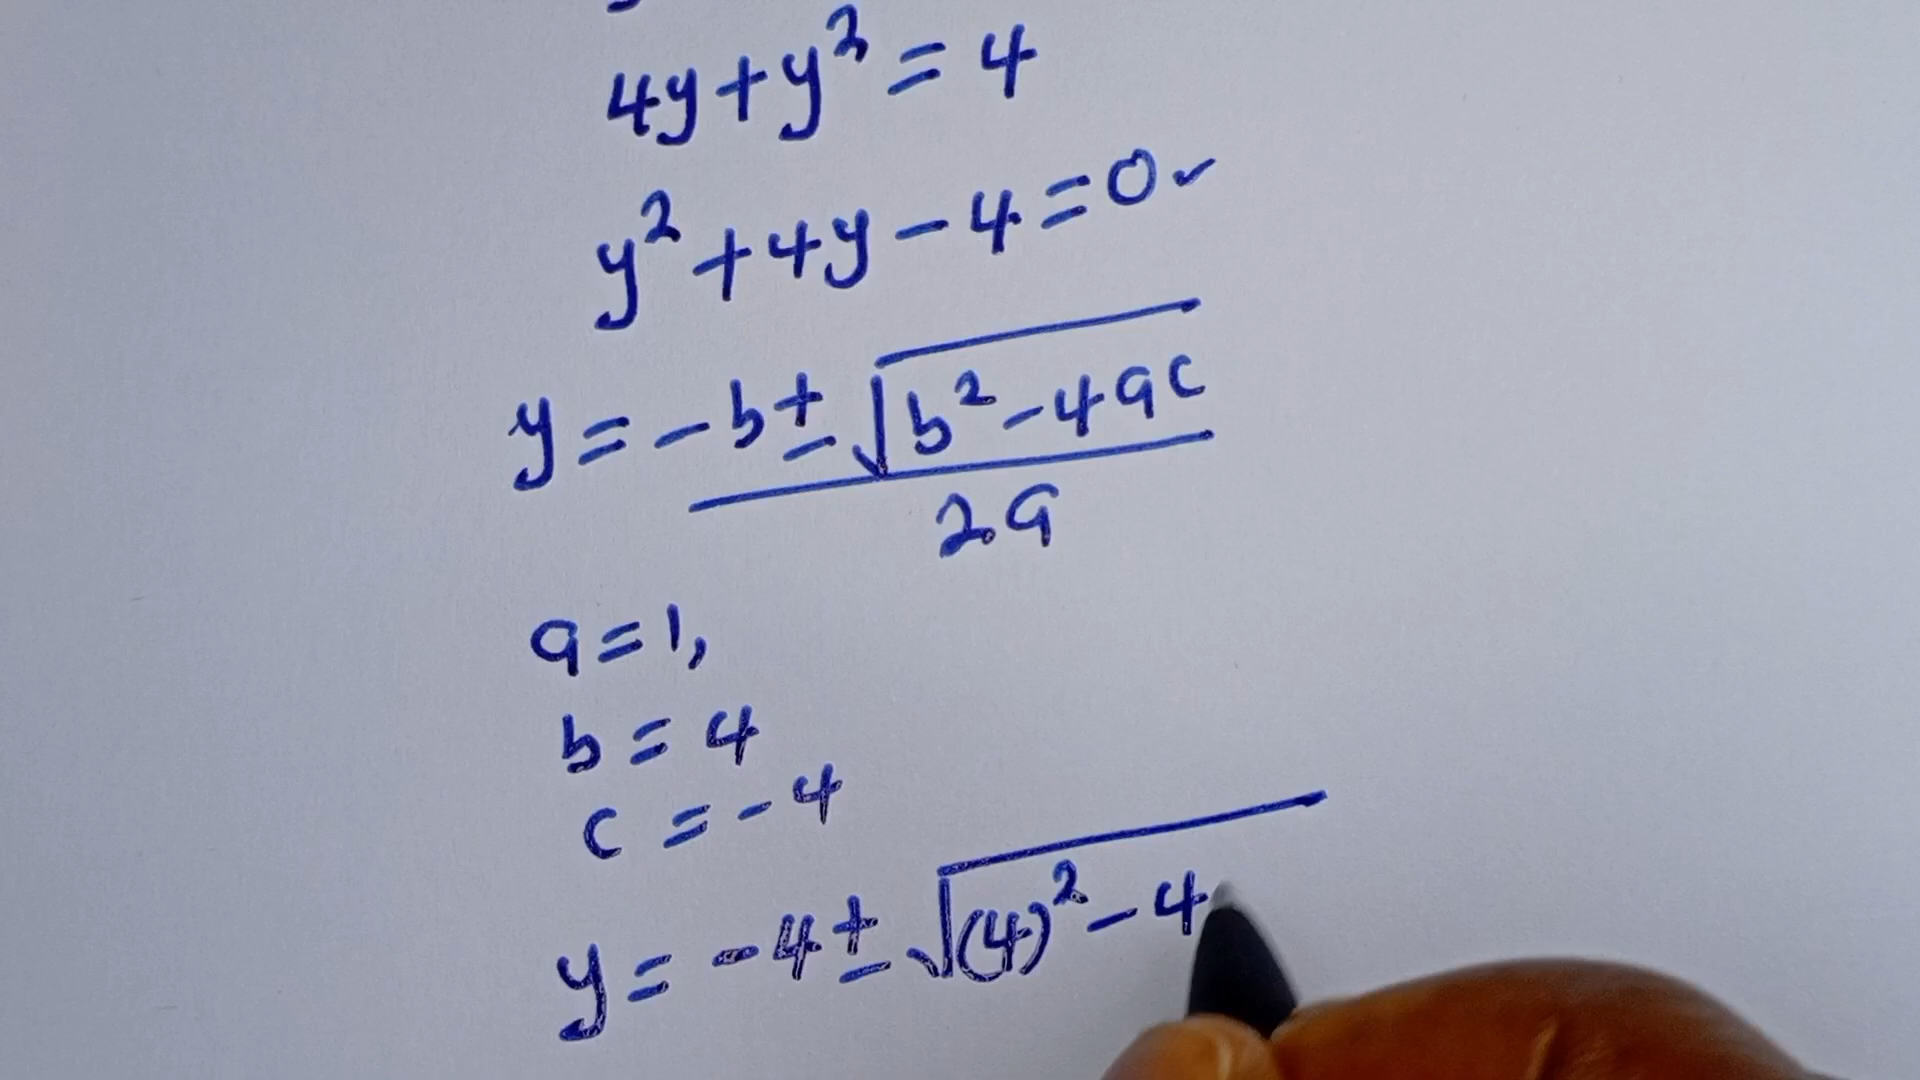 4y+y²=4
y²+4y-4=0✓
y=-b±√b²-4ac
2a
a=1,
b=4
c=-4
y=-4±√(4)²-4